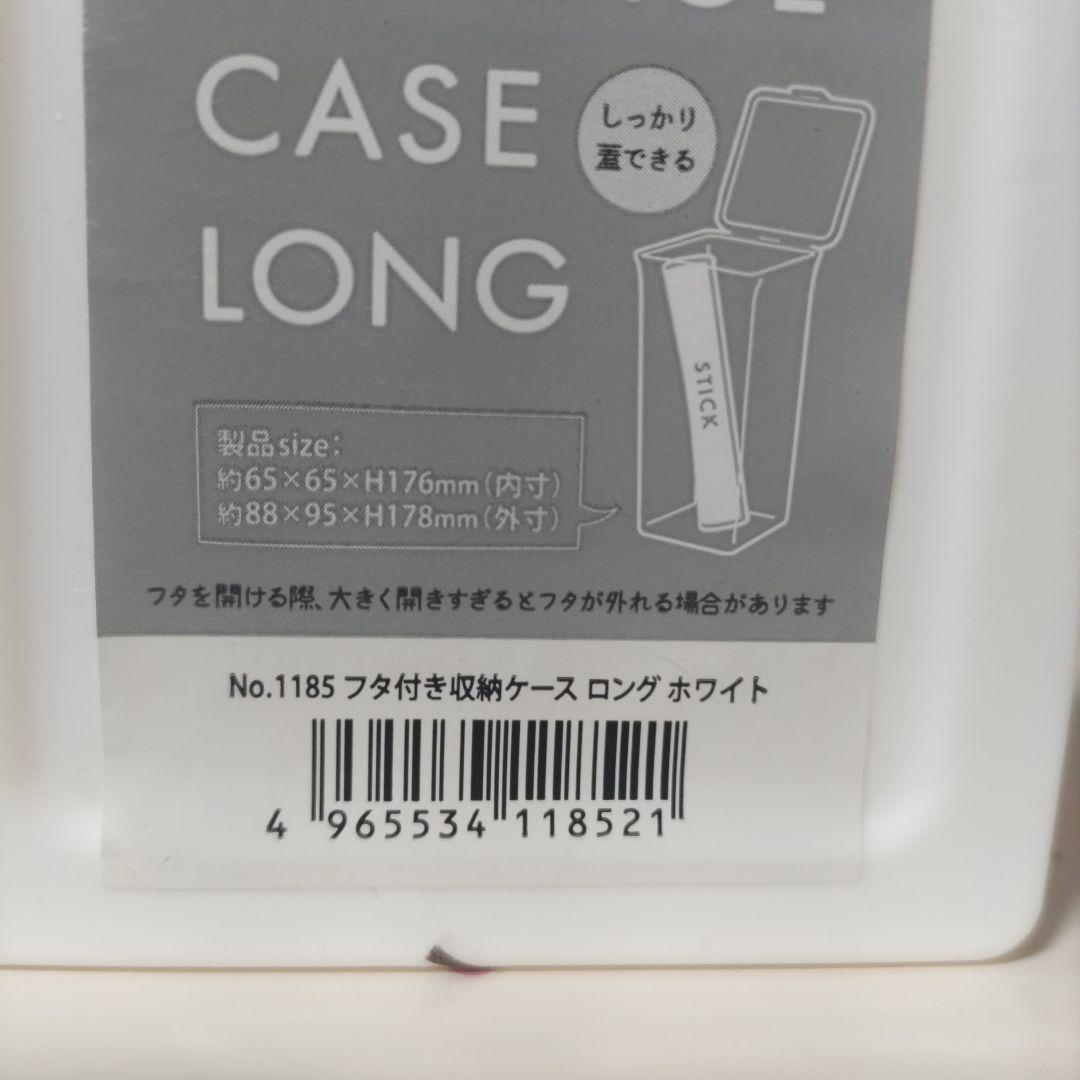 CASE
LONG
しっかり
蓋できる
STICK
製品size:
約65×65×H176mm(内寸)
約88×95×H178mm(外寸)
フタを開ける際、大きく開きすぎるとフタが外れる場合があります
No.1185 フタ付き収納ケース ロング ホワイト
4 965534 118521